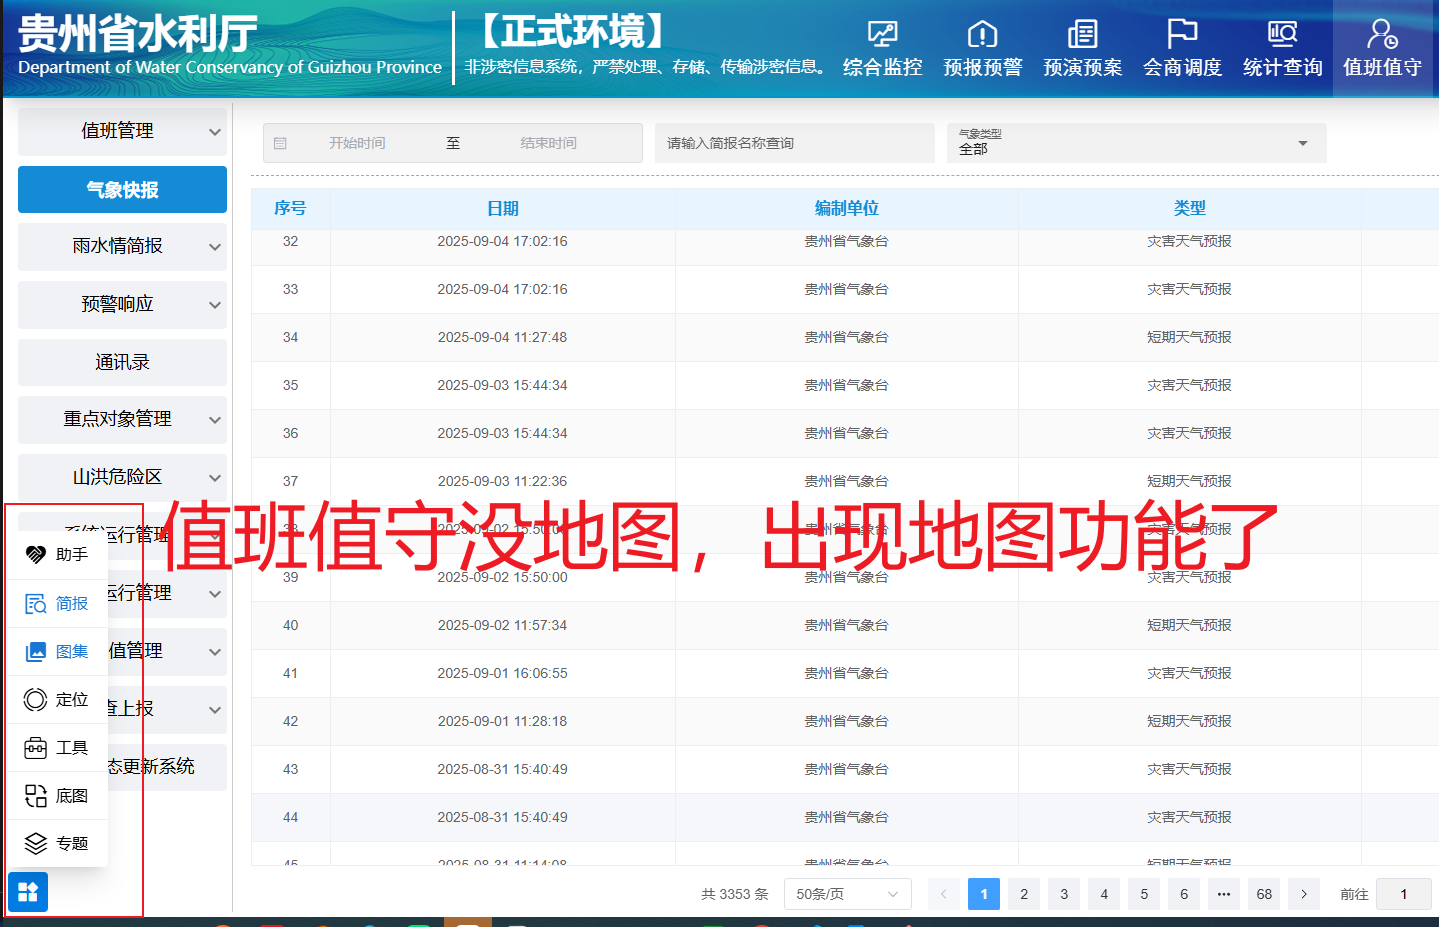 贵州省水利厅
Department of Water Conservancy of Guizhou Province
【正式环境】
非涉密信息系统，严禁处理、存储、传输涉密信息。
综合监控
预报预警
预演预案
会商调度
统计查询
值班值守
值班管理
气象快报
雨水情简报
预警响应
通讯录
重点对象管理
山洪危险区
系统运行管理
运行管理
值管理
查上报
态更新系统
助手
简报
图集
定位
工具
底图
专题
开始时间 至 结束时间
请输入简报名称查询
气象类型
全部
序号 日期 编制单位 类型
32 2025-09-04 17:02:16 贵州省气象台 灾害天气预报
33 2025-09-04 17:02:16 贵州省气象台 灾害天气预报
34 2025-09-04 11:27:48 贵州省气象台 短期天气预报
35 2025-09-03 15:44:34 贵州省气象台 灾害天气预报
36 2025-09-03 15:44:34 贵州省气象台 灾害天气预报
37 2025-09-03 11:22:36 贵州省气象台 短期天气预报
38 2025-09-02 15:50:00 贵州省气象台 灾害天气预报
值班值守没地图，出现地图功能了
39 2025-09-02 15:50:00 贵州省气象台 灾害天气预报
40 2025-09-02 11:57:34 贵州省气象台 短期天气预报
41 2025-09-01 16:06:55 贵州省气象台 灾害天气预报
42 2025-09-01 11:28:18 贵州省气象台 短期天气预报
43 2025-08-31 15:40:49 贵州省气象台 灾害天气预报
44 2025-08-31 15:40:49 贵州省气象台 灾害天气预报
45 2025-08-31 11:14:08 贵州省气象台 短期天气预报
共 3353 条 50条/页 1 2 3 4 5 6 ••• 68 前往 1